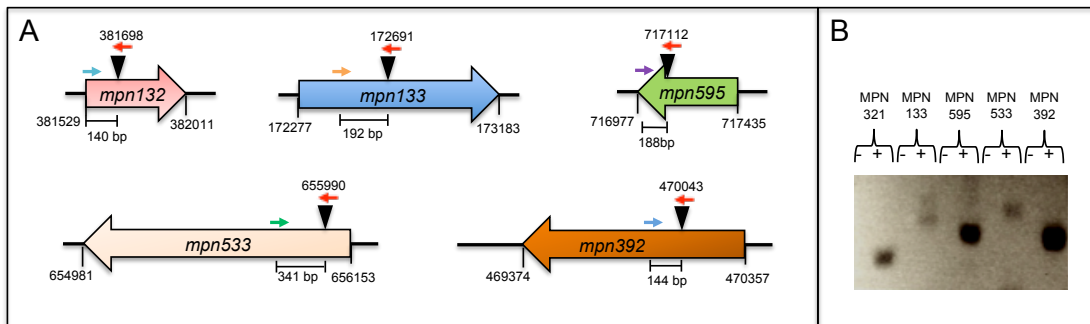 A
381698
mpn132
381529
382011
140 bp
172691
mpn133
172277
173183
192 bp
717112
mpn595
716977
717435
188bp
655990
mpn533
654981
656153
341 bp
470043
mpn392
469374
470357
144 bp
B
MPN MPN MPN MPN MPN
321 133 595 533 392
- + - + - + - + - +